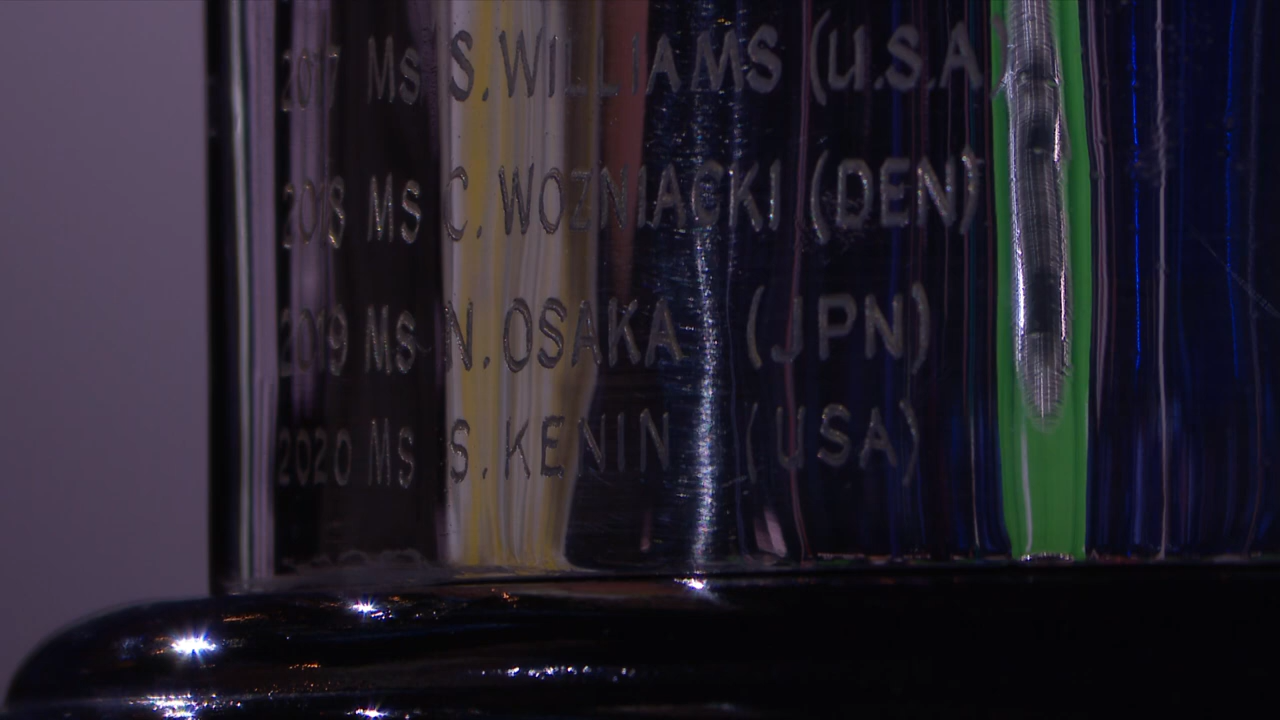 2017 Ms S. WILLIAMS (U.S.A)
2018 MS C. WOZNIACKI (DEN)
2019 Ms N. OSAKA (JPN)
2020 Ms S. KENIN (USA)